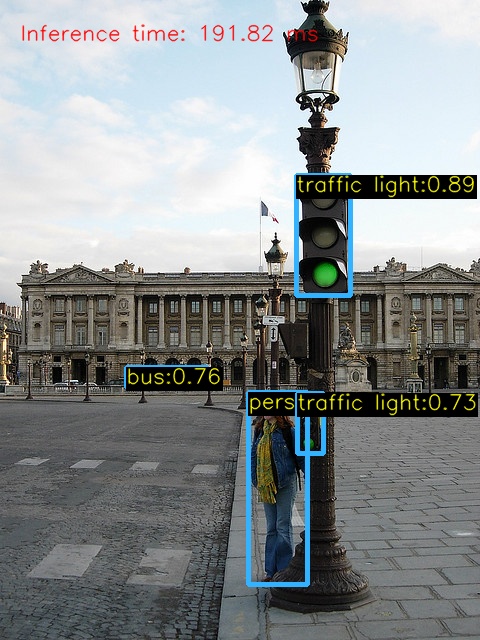 Inference time: 191.82 ms
traffic light:0.89
bus:0.76
pers
traffic light:0.73